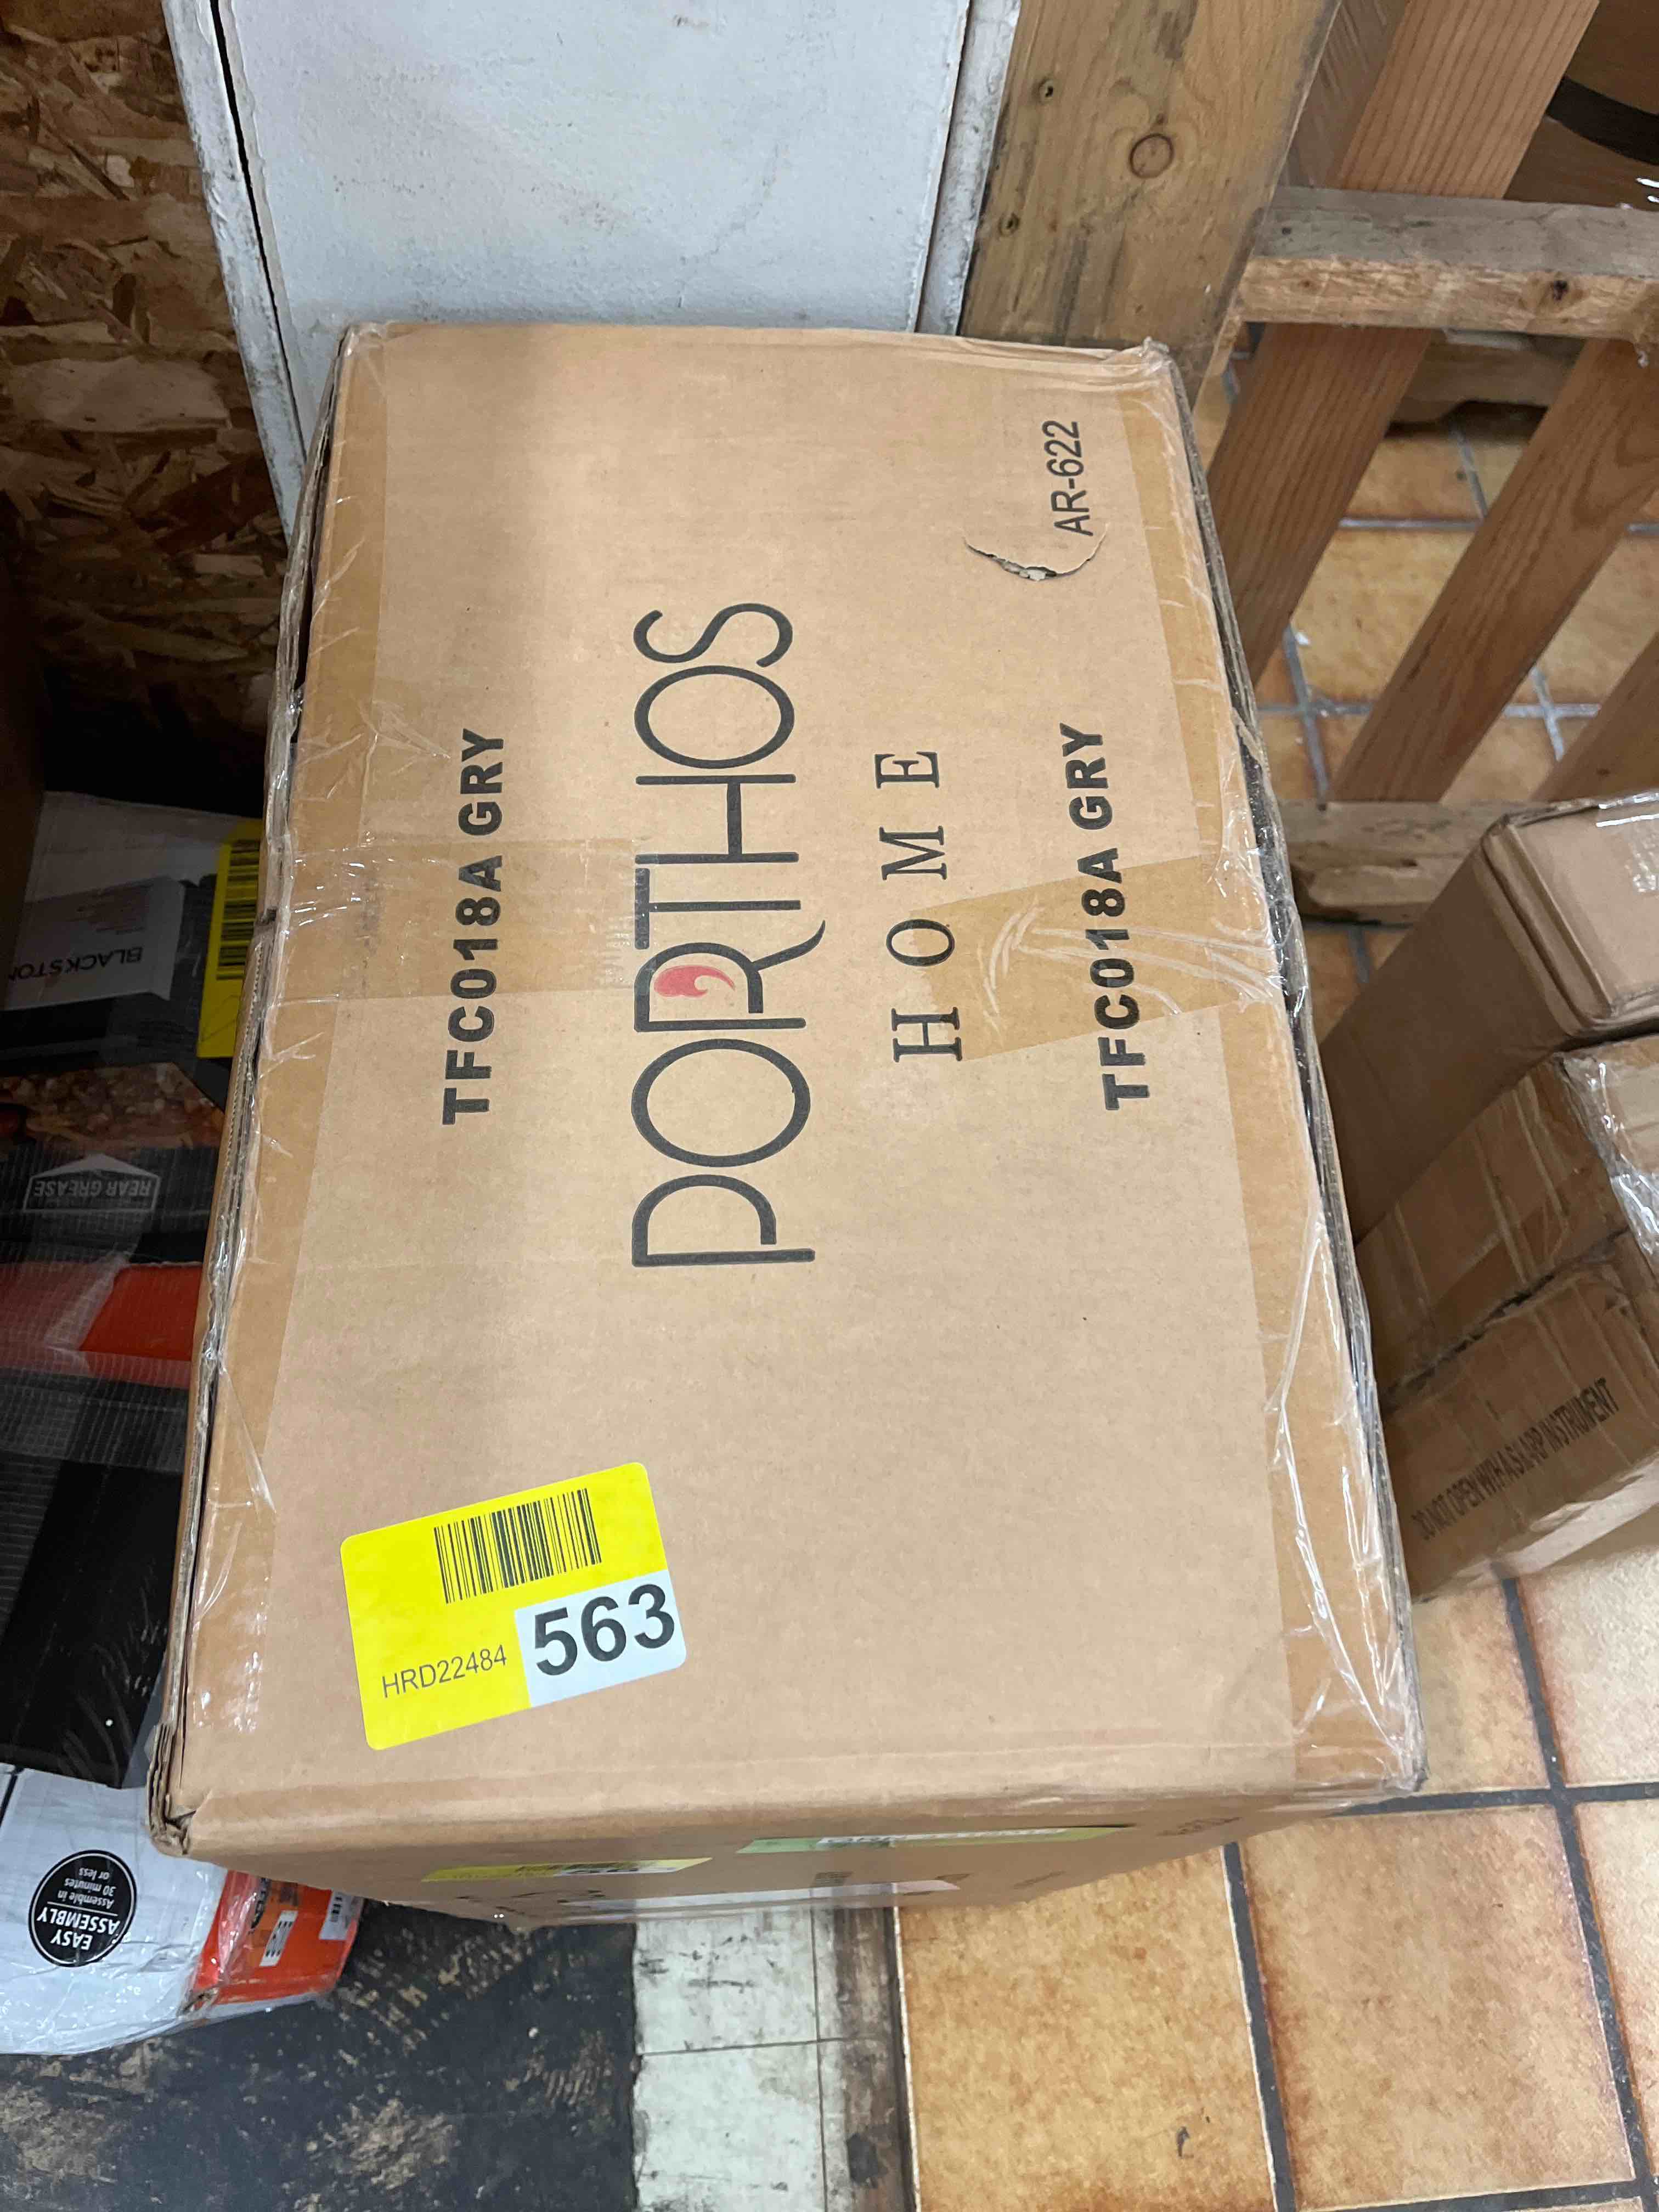 TFC018A GRY
PORTHOS
HOME
TFC018A GRY
AR-622
HRD22484
563
REAR GREASE
EASY
ASSEMBLY
Assemble in
30 minutes
or less
DO NOT OPEN WITH A SHARP INSTRUMENT